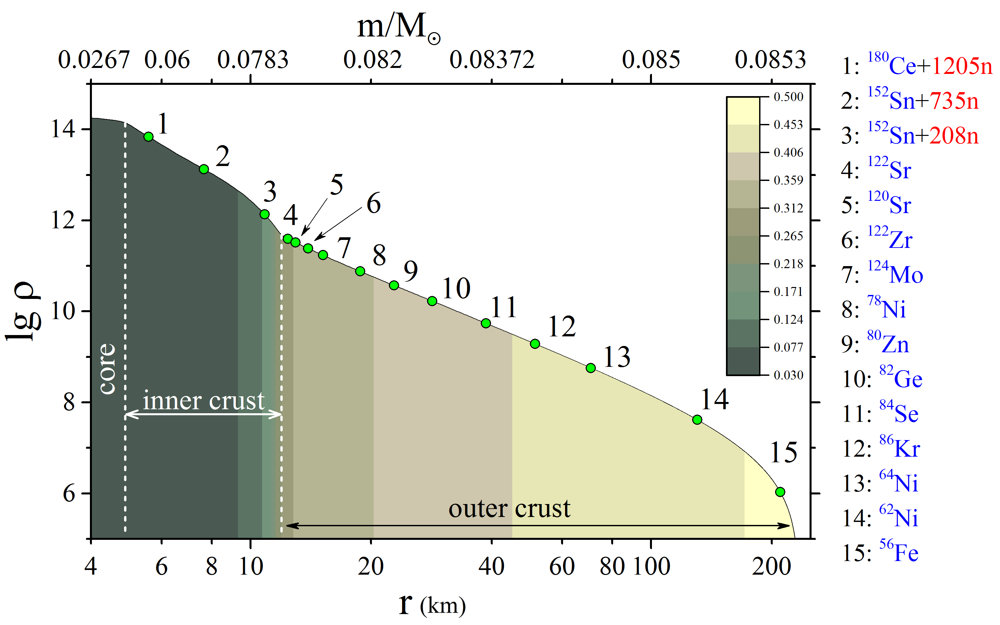 m/M☉
0.0267 0.06 0.0783 0.082 0.08372 0.085 0.0853
lg ρ
14
12
10
8
6
1
2
3
4
5
6
7
8
9
10
11
12
13
14
15
core
inner crust
outer crust
0.500
0.453
0.406
0.359
0.312
0.265
0.218
0.171
0.124
0.077
0.030
4 6 8 10 20 40 60 80 100 200
r (km)
1: ¹⁸⁰Ce+1205n
2: ¹⁵²Sn+735n
3: ¹⁵²Sn+208n
4: ¹²²Sr
5: ¹²⁰Sr
6: ¹²²Zr
7: ¹²⁴Mo
8: ⁷⁸Ni
9: ⁸⁰Zn
10: ⁸²Ge
11: ⁸⁴Se
12: ⁸⁶Kr
13: ⁶⁴Ni
14: ⁶²Ni
15: ⁵⁶Fe